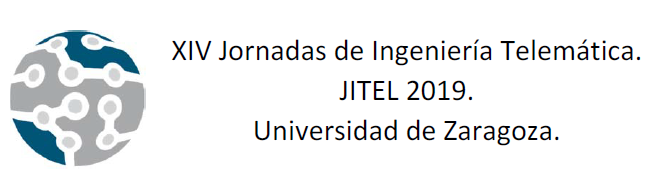 XIV Jornadas de Ingeniería Telemática.
JITEL 2019.
Universidad de Zaragoza.